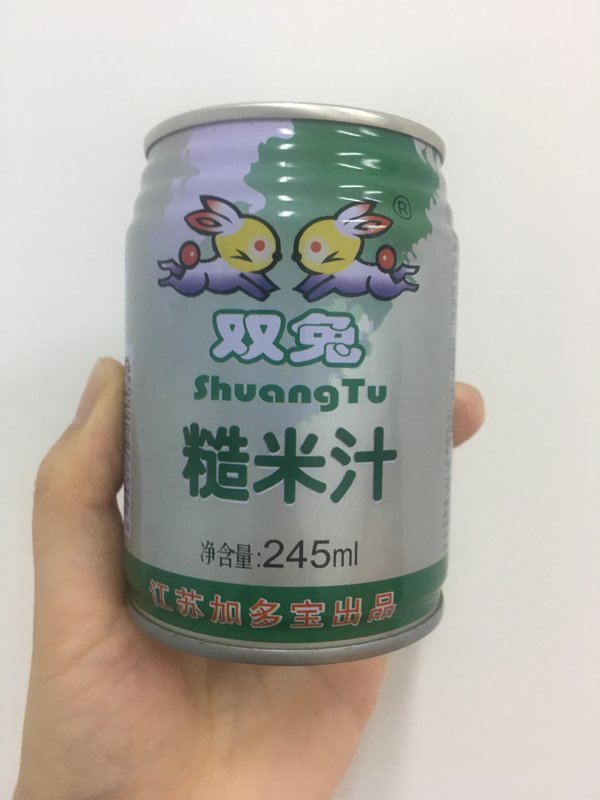 ®
双兔
ShuangTu
糙米汁
净含量:245ml
江苏加多宝出品